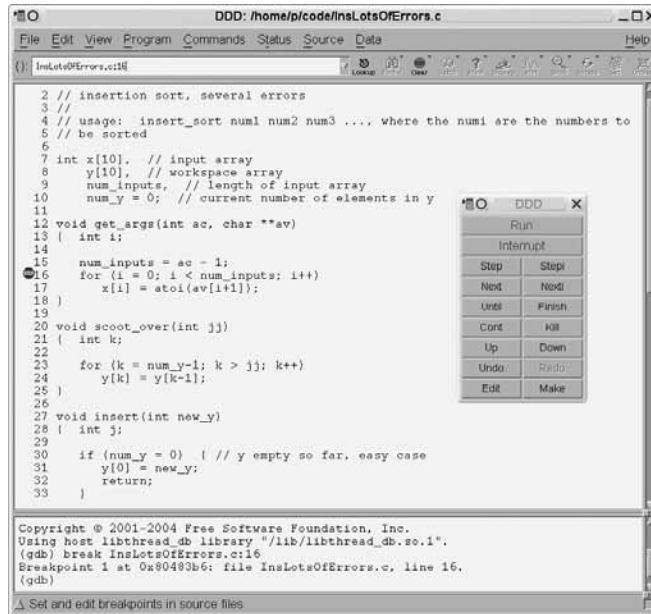 DDD: /home/p/code/InsLotsOfErrors.c
File Edit View Program Commands Status Source Data Help
(): InsLotsOfErrors.c:16
Lookup Clear
2 // insertion sort, several errors
3 //
4 // usage:  insert_sort num1 num2 num3 ..., where the numi are the numbers to
5 // be sorted
6
7 int x[10],  // input array
8     y[10],  // workspace array
9     num_inputs,  // length of input array
10     num_y = 0;  // current number of elements in y
11
12 void get_args(int ac, char **av)
13 {  int i;
14
15    num_inputs = ac - 1;
16    for (i = 0; i < num_inputs; i++)
17       x[i] = atoi(av[i+1]);
18 }
19
20 void scoot_over(int jj)
21 {  int k;
22
23    for (k = num_y-1; k > jj; k++)
24       y[k] = y[k-1];
25 }
26
27 void insert(int new_y)
28 {  int j;
29
30    if (num_y = 0)  { // y empty so far, easy case
31       y[0] = new_y;
32       return;
33    }
DDD
Run
Interrupt
Step Stepi
Next Nexti
Until Finish
Cont Kill
Up Down
Undo Redo
Edit Make
Copyright © 2001-2004 Free Software Foundation, Inc.
Using host libthread_db library "/lib/libthread_db.so.1".
(gdb) break InsLotsOfErrors.c:16
Breakpoint 1 at 0x80483b6: file InsLotsOfErrors.c, line 16.
(gdb)
Set and edit breakpoints in source files